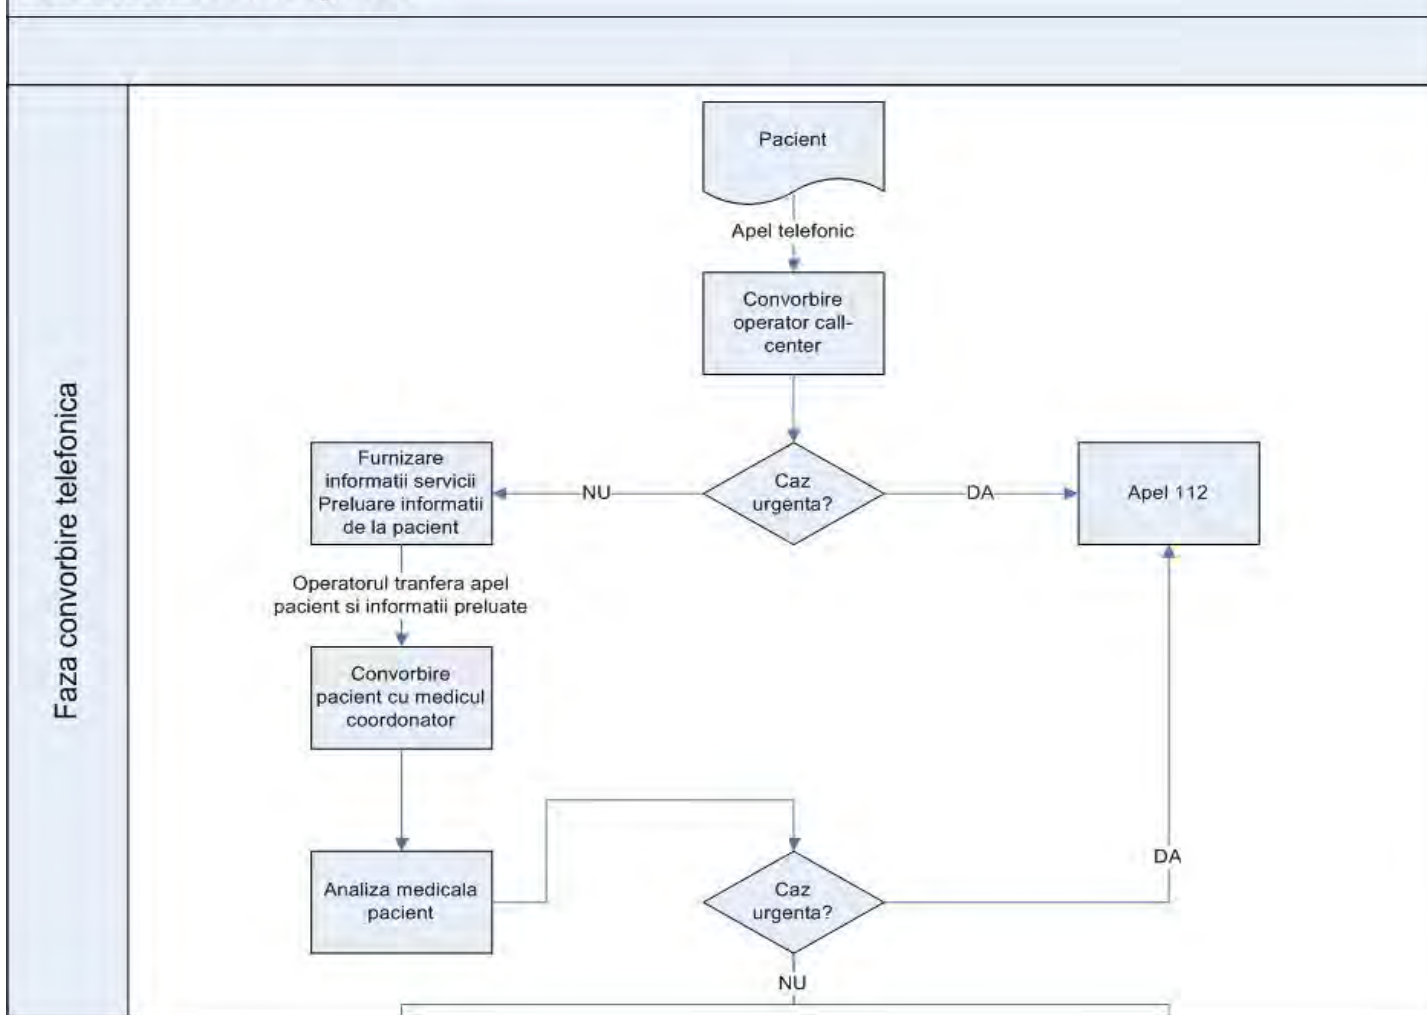 Faza convorbire telefonica
Pacient
Apel telefonic
Convorbire
operator call-
center
Caz
urgenta?
NU
DA
Apel 112
Furnizare
informatii servicii
Preluare informatii
de la pacient
Operatorul tranfera apel
pacient si informatii preluate
Convorbire
pacient cu medicul
coordonator
Analiza medicala
pacient
Caz
urgenta?
DA
NU